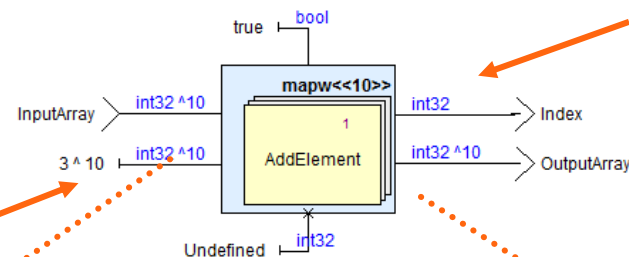 bool
true
mapw<<10>>
int32 ^10
int32
InputArray
Index
1
3 ^ 10
int32 ^10
AddElement
int32 ^10
OutputArray
Undefined
int32